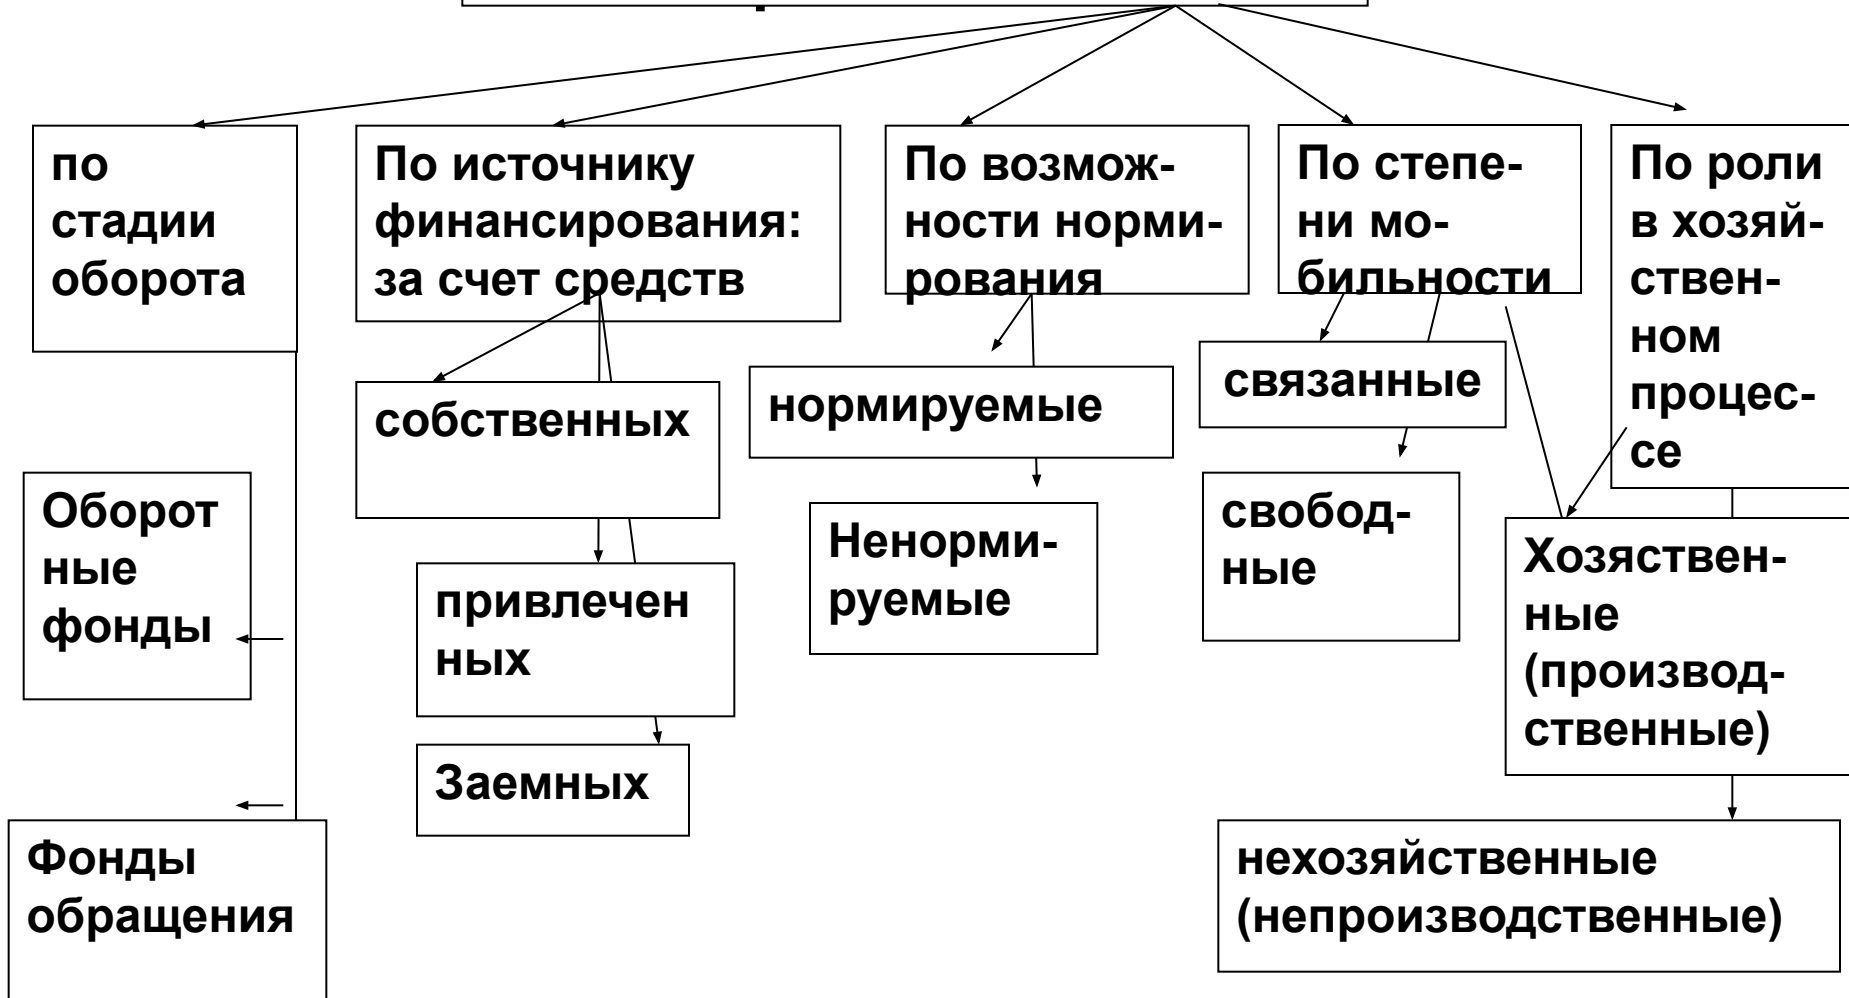 по
стадии
оборота
По источнику
финансирования:
за счет средств
По возмож-
ности норми-
рования
По степе-
ни мо-
бильности
По роли
в хозяй-
ствен-
ном
процес-
се
собственных
нормируемые
связанные
Оборот
ные
фонды
привлечен
ных
Ненорми-
руемые
свобод-
ные
Хозяствен-
ные
(производ-
ственные)
Заемных
Фонды
обращения
нехозяйственные
(непроизводственные)